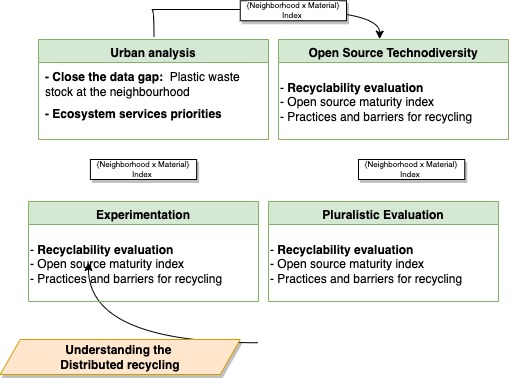 {Neighborhood x Material}
Index
Urban analysis
- Close the data gap: Plastic waste
stock at the neighbourhood
- Ecosystem services priorities
Open Source Technodiversity
- Recyclability evaluation
- Open source maturity index
- Practices and barriers for recycling
{Neighborhood x Material}
Index
{Neighborhood x Material}
Index
Experimentation
- Recyclability evaluation
- Open source maturity index
- Practices and barriers for recycling
Pluralistic Evaluation
- Recyclability evaluation
- Open source maturity index
- Practices and barriers for recycling
Understanding the
Distributed recycling